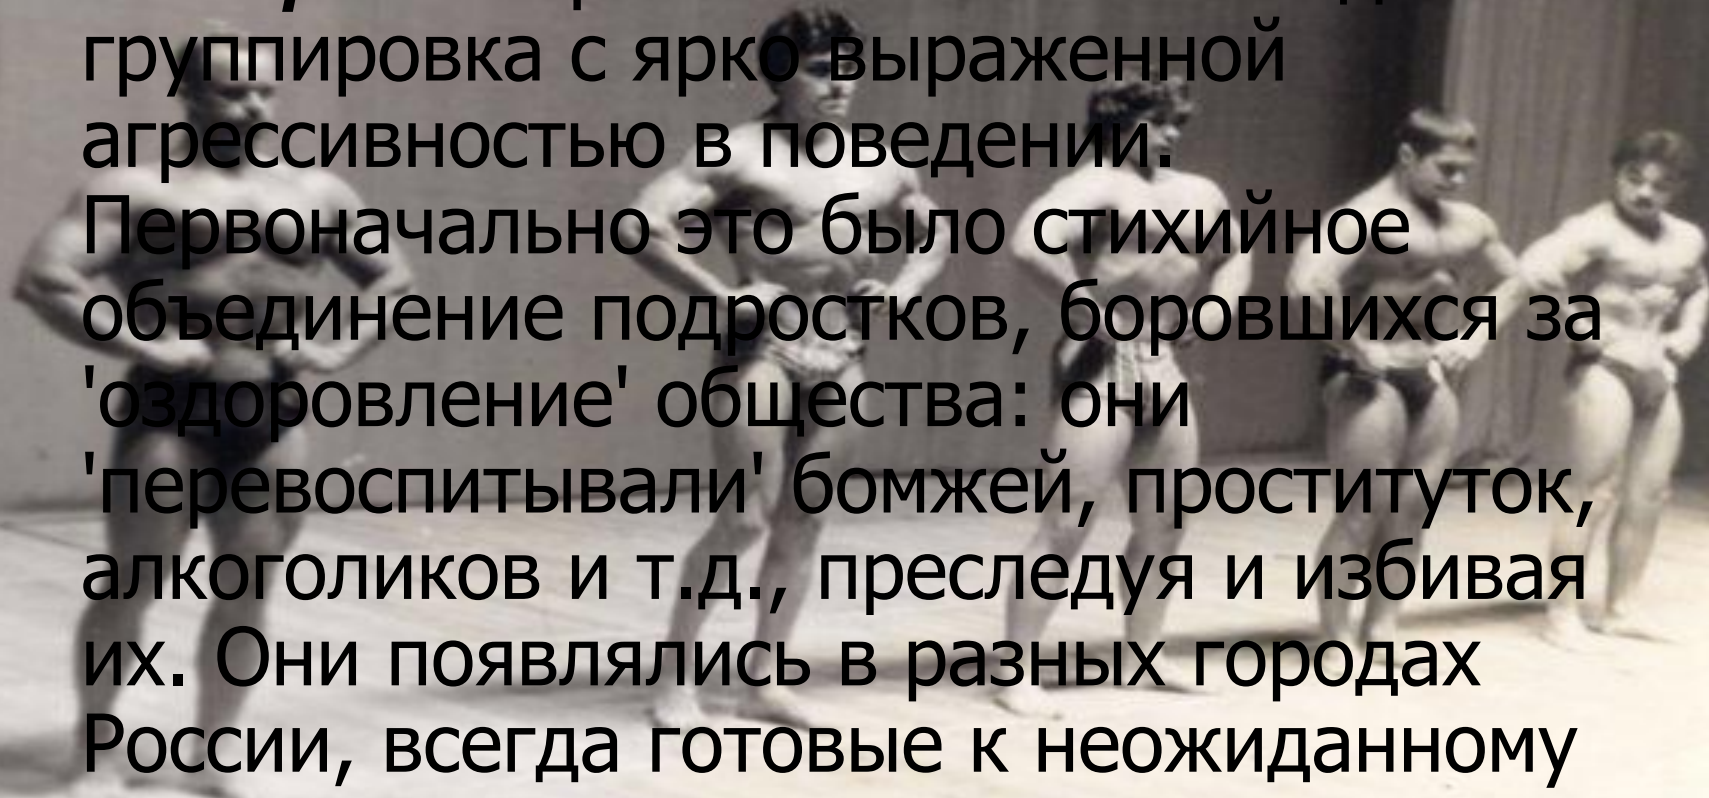 группировка с ярко выраженной
агрессивностью в поведении.
Первоначально это было стихийное
объединение подростков, боровшихся за
'оздоровление' общества: они
'перевоспитывали' бомжей, проституток,
алкоголиков и т.д., преследуя и избивая
их. Они появлялись в разных городах
России, всегда готовые к неожиданному